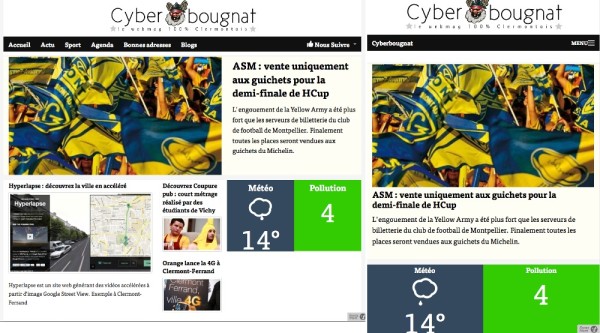 Cyber bougnat
le webmag 100% Clermontois
Accueil Actu Sport Agenda Bonnes adresses Blogs Nous Suivre
ASM : vente uniquement
aux guichets pour la
demi-finale de HCup
L' engouement de la Yellow Army a été plus
fort que les serveurs de billetterie du club
de football de Montpellier. Finalement
toutes les places seront vendues aux
guichets du Michelin.
Hyperlapse : découvrez la ville en accéléré
Hyperlapse
Hyperlapse est un site web générant des vidéos accélérées à
partir d'image Google Street View. Exemple à Clermont-
Ferrand
Découvrez Coupure
pub : court métrage
réalisé par des
étudiants de Vichy
Orange lance la 4G à
Clermont-Ferrand
Clermont
Ferrand,
ville 4G
Météo
14°
Pollution
4
Cyber bougnat
le webmag 100% Clermontois
Cyberbougnat MENU
ASM : vente uniquement aux guichets pour la
demi-finale de HCup
L'engouement de la Yellow Army a été plus fort que les serveurs de
billetterie du club de football de Montpellier. Finalement toutes les
places seront vendues aux guichets du Michelin.
Météo
14°
Pollution
4